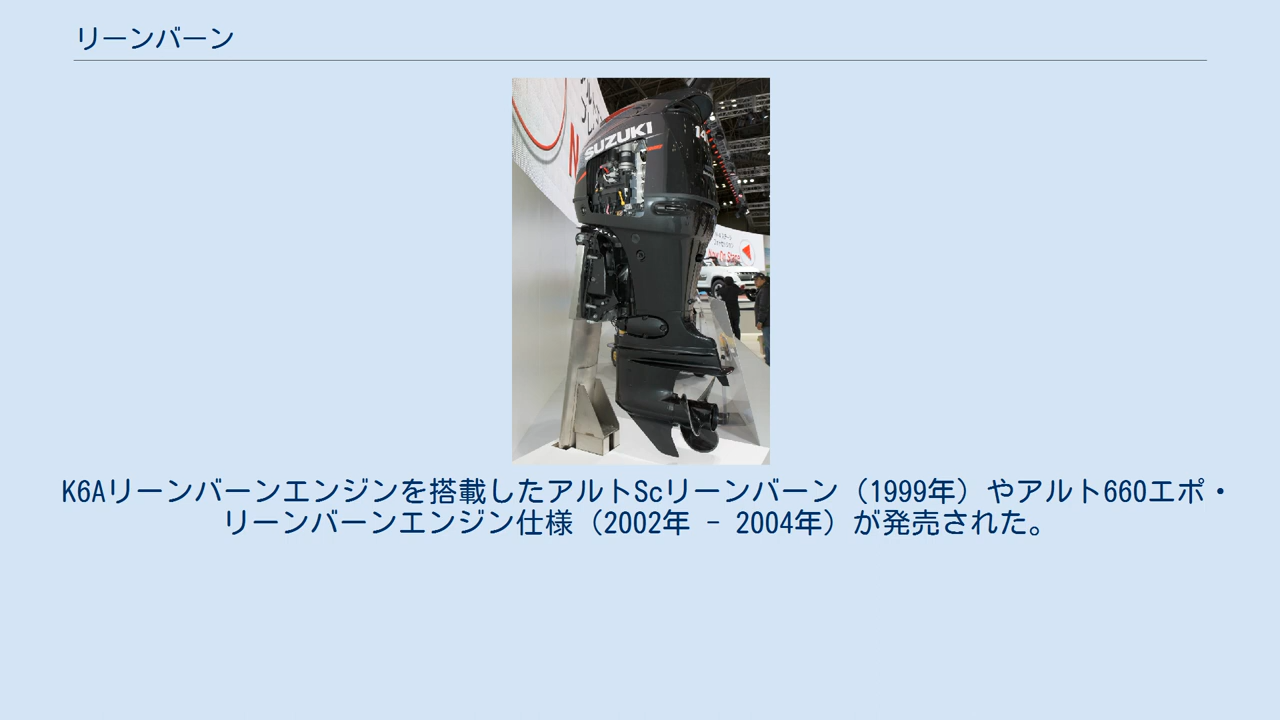 リーンバーン
SUZUKI
14
N
New On Stage
K6Aリーンバーンエンジンを搭載したアルトScリーンバーン（1999年）やアルト660エポ・
リーンバーンエンジン仕様（2002年 - 2004年）が発売された。